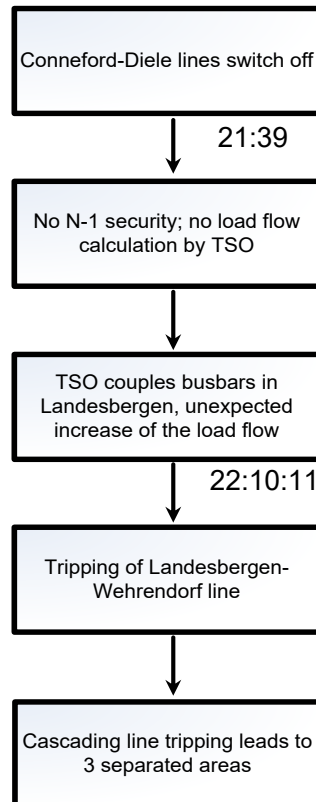 Conneford-Diele lines switch off
21:39
No N-1 security; no load flow
calculation by TSO
TSO couples busbars in
Landesbergen, unexpected
increase of the load flow
22:10:11
Tripping of Landesbergen-
Wehrendorf line
Cascading line tripping leads to
3 separated areas